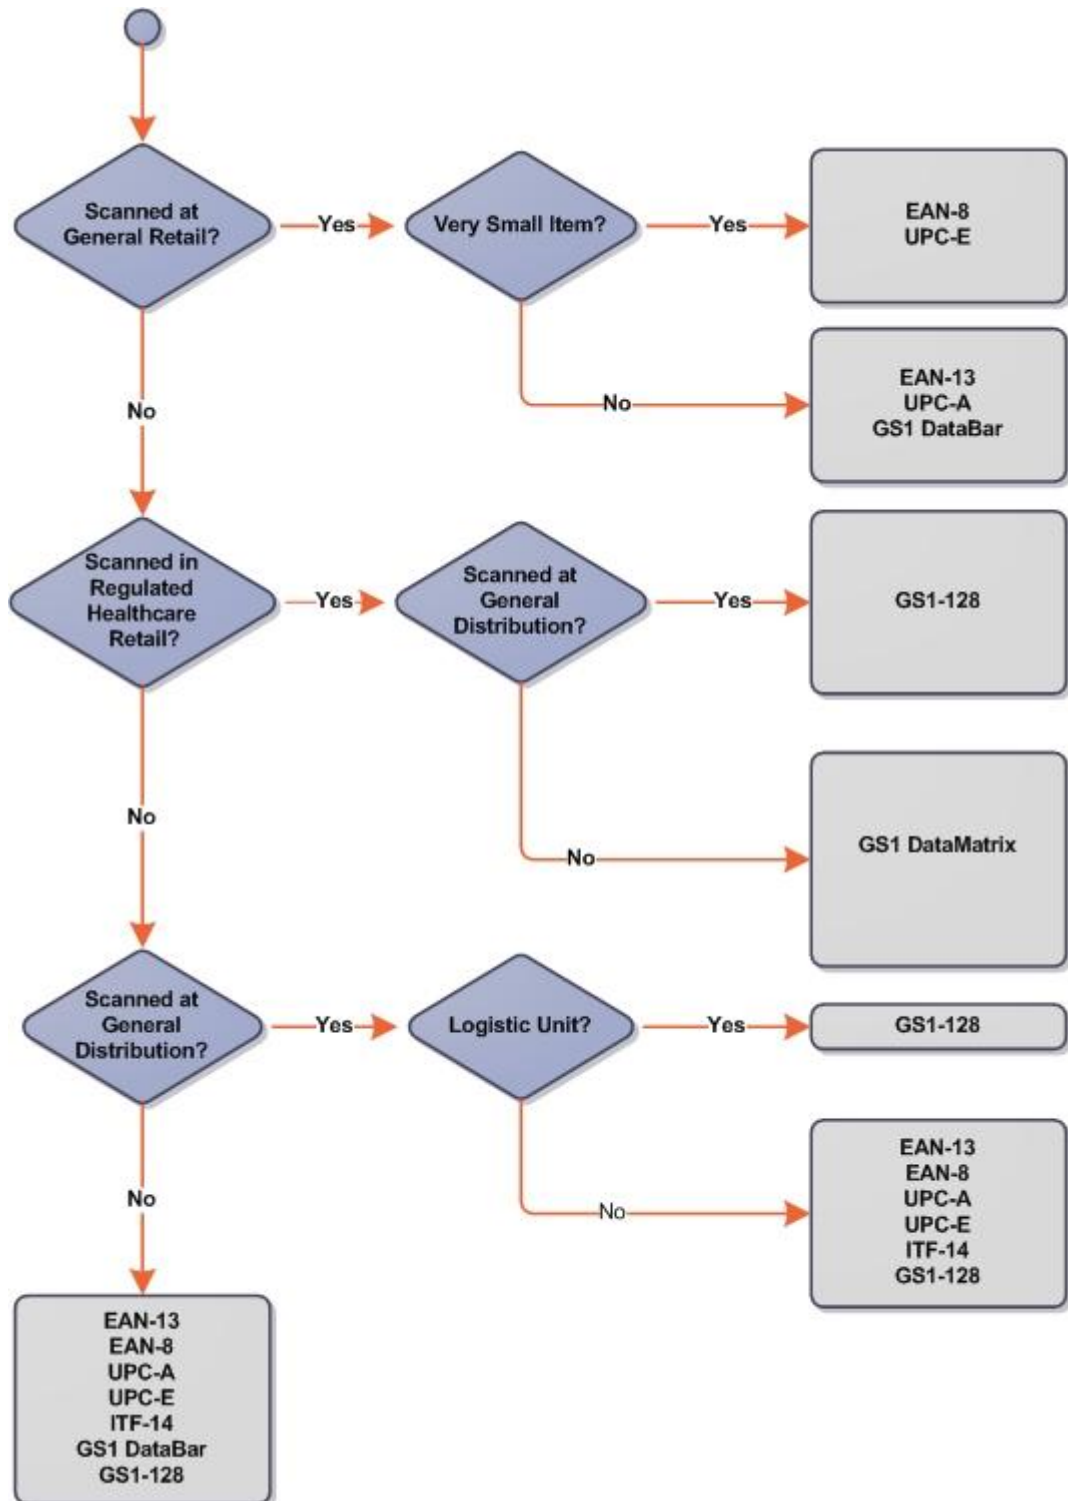 Scanned at
General Retail?
Yes
Very Small Item?
Yes
EAN-8
UPC-E
No
EAN-13
UPC-A
GS1 DataBar
No
Scanned in
Regulated
Healthcare
Retail?
Yes
Scanned at
General
Distribution?
Yes
GS1-128
No
GS1 DataMatrix
No
Scanned at
General
Distribution?
Yes
Logistic Unit?
Yes
GS1-128
No
EAN-13
EAN-8
UPC-A
UPC-E
ITF-14
GS1-128
No
EAN-13
EAN-8
UPC-A
UPC-E
ITF-14
GS1 DataBar
GS1-128